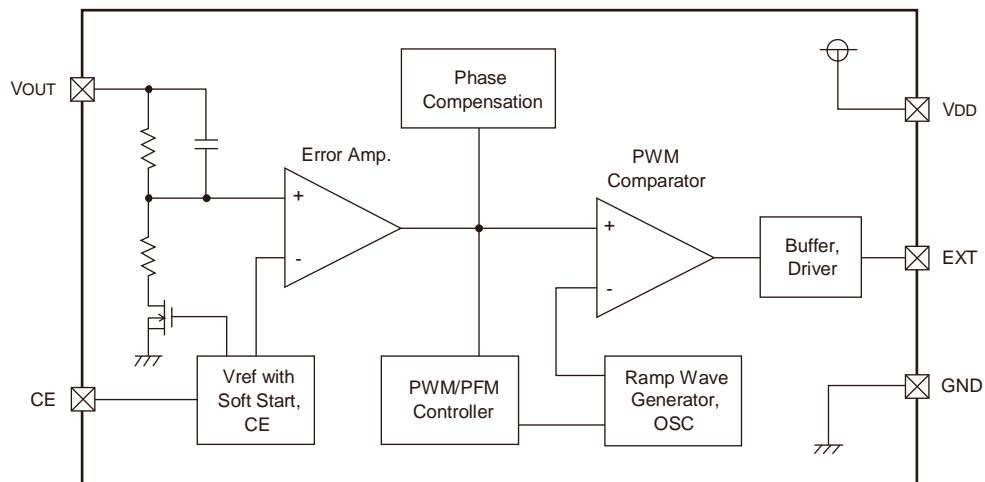 Phase
Compensation
VOUT
VDD
Error Amp.
PWM
Comparator
+
-
+
-
Buffer,
Driver
EXT
CE
Vref with
Soft Start,
CE
PWM/PFM
Controller
Ramp Wave
Generator,
OSC
GND